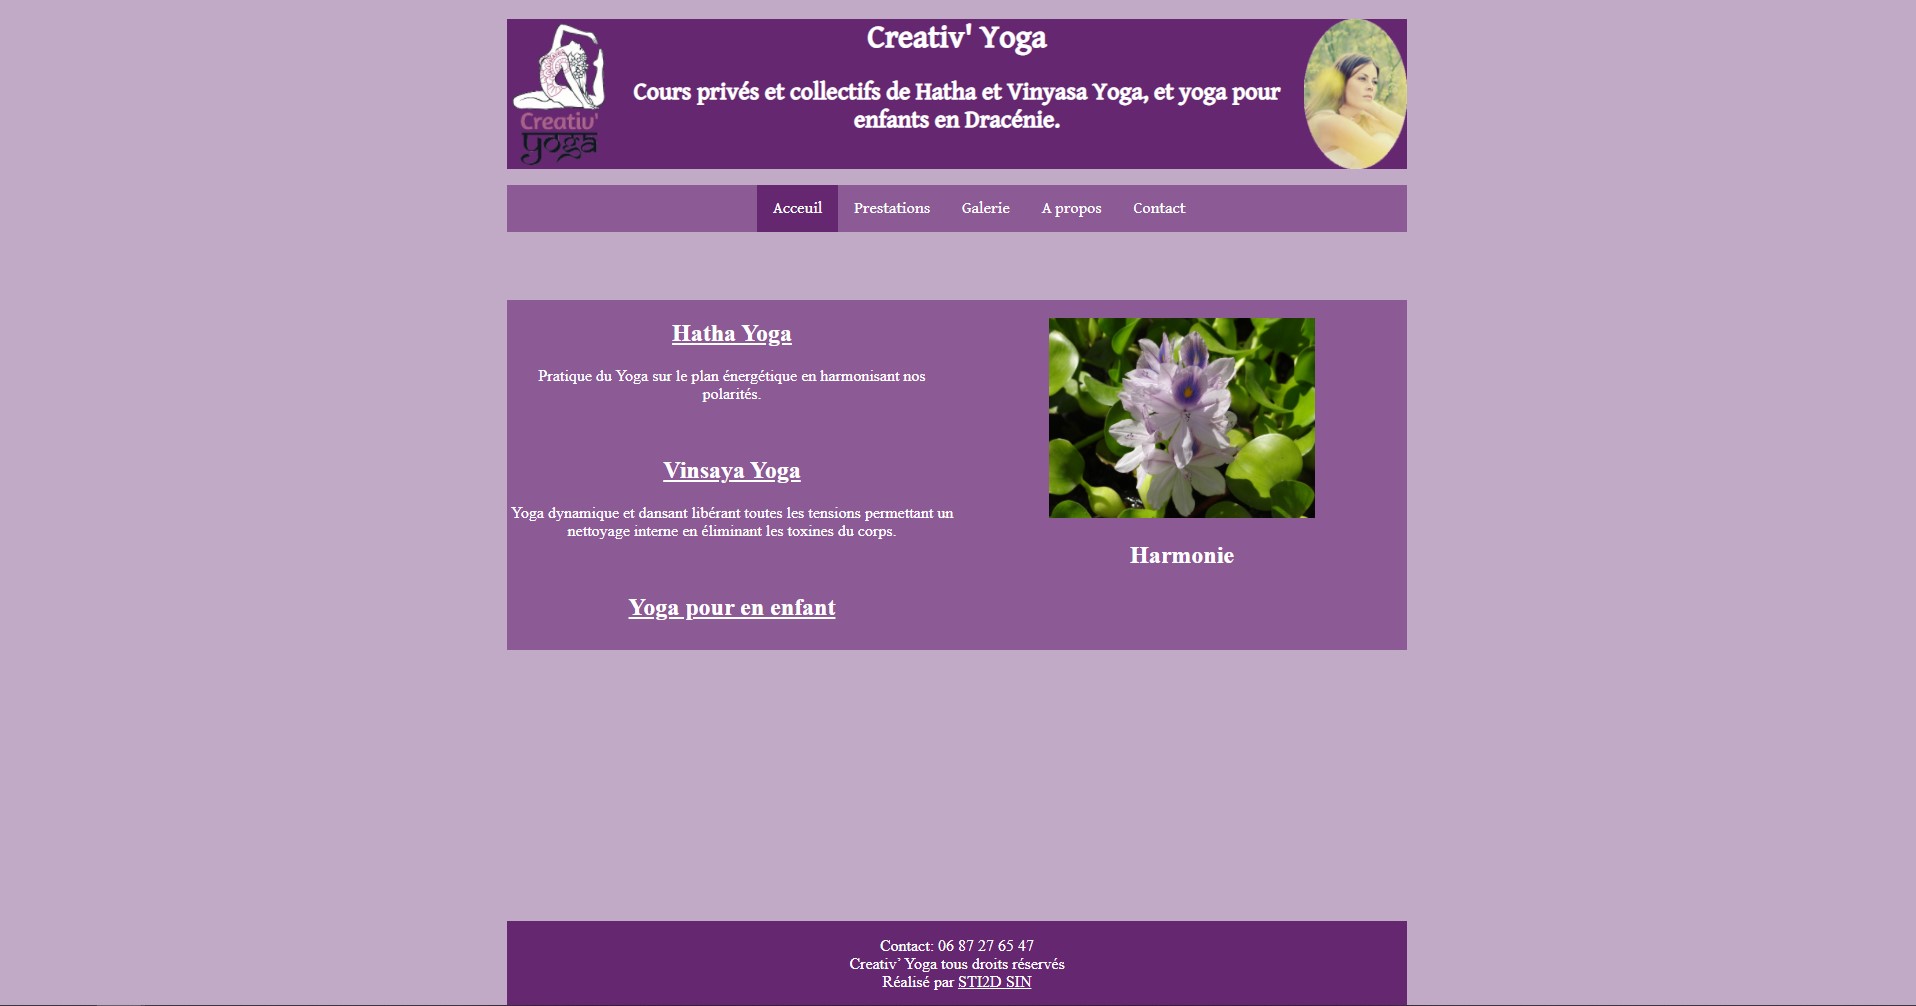 Creativ' Yoga
Cours privés et collectifs de Hatha et Vinyasa Yoga, et yoga pour
enfants en Dracénie.
Creativ'
yoga
Acceuil Prestations Galerie A propos Contact
Hatha Yoga
Pratique du Yoga sur le plan énergétique en harmonisant nos
polarités.
Vinsaya Yoga
Yoga dynamique et dansant libérant toutes les tensions permettant un
nettoyage interne en éliminant les toxines du corps.
Yoga pour en enfant
Harmonie
Contact: 06 87 27 65 47
Creativ’ Yoga tous droits réservés
Réalisé par STI2D SIN